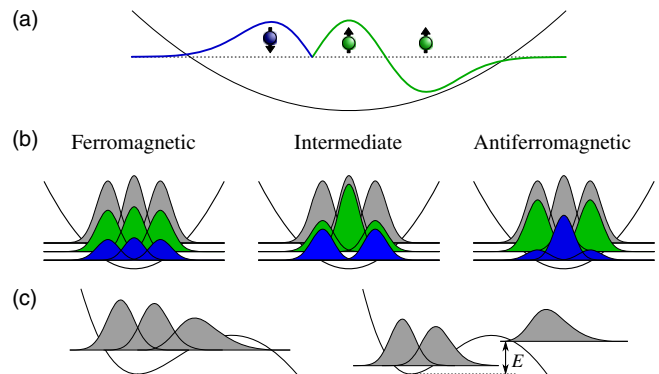 (a)
(b)
Ferromagnetic
Intermediate
Antiferromagnetic
(c)
E